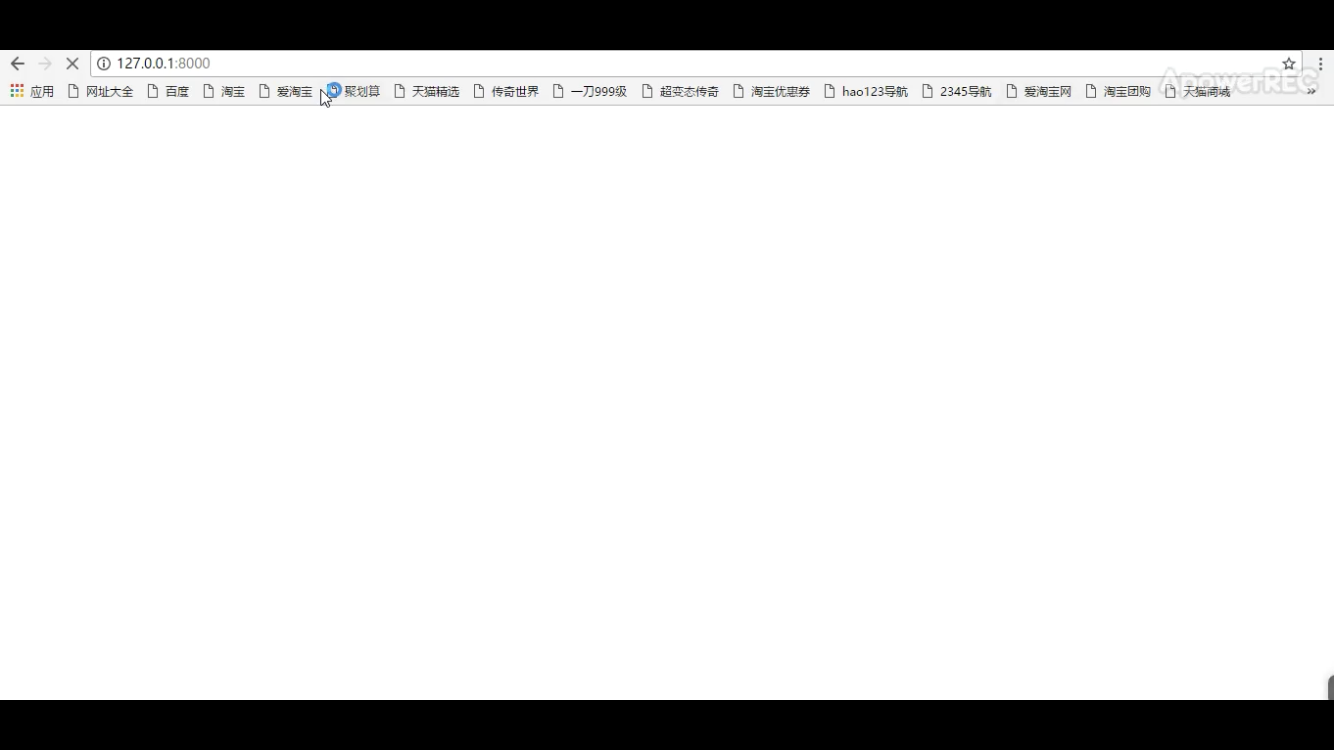 127.0.0.1:8000
ApowerREC
应用 网址大全 百度 淘宝 爱淘宝 聚划算 天猫精选 传奇世界 一刀999级 超变态传奇 淘宝优惠券 hao123导航 2345导航 爱淘宝网 淘宝团购 天猫商城 »